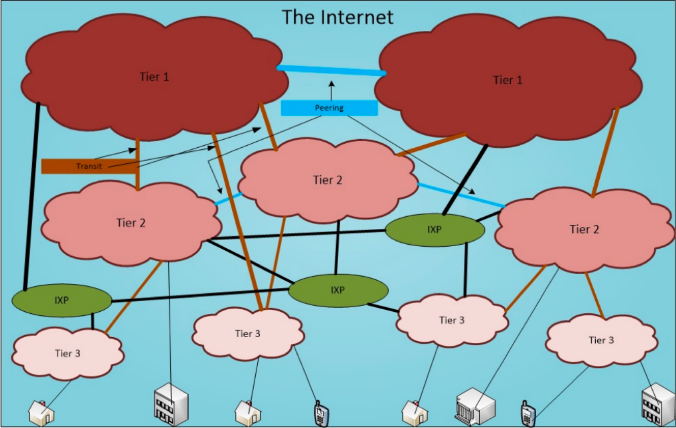 The Internet
Tier 1
Tier 1
Peering
Transit
Tier 2
Tier 2
Tier 2
IXP
IXP
IXP
Tier 3
Tier 3
Tier 3
Tier 3